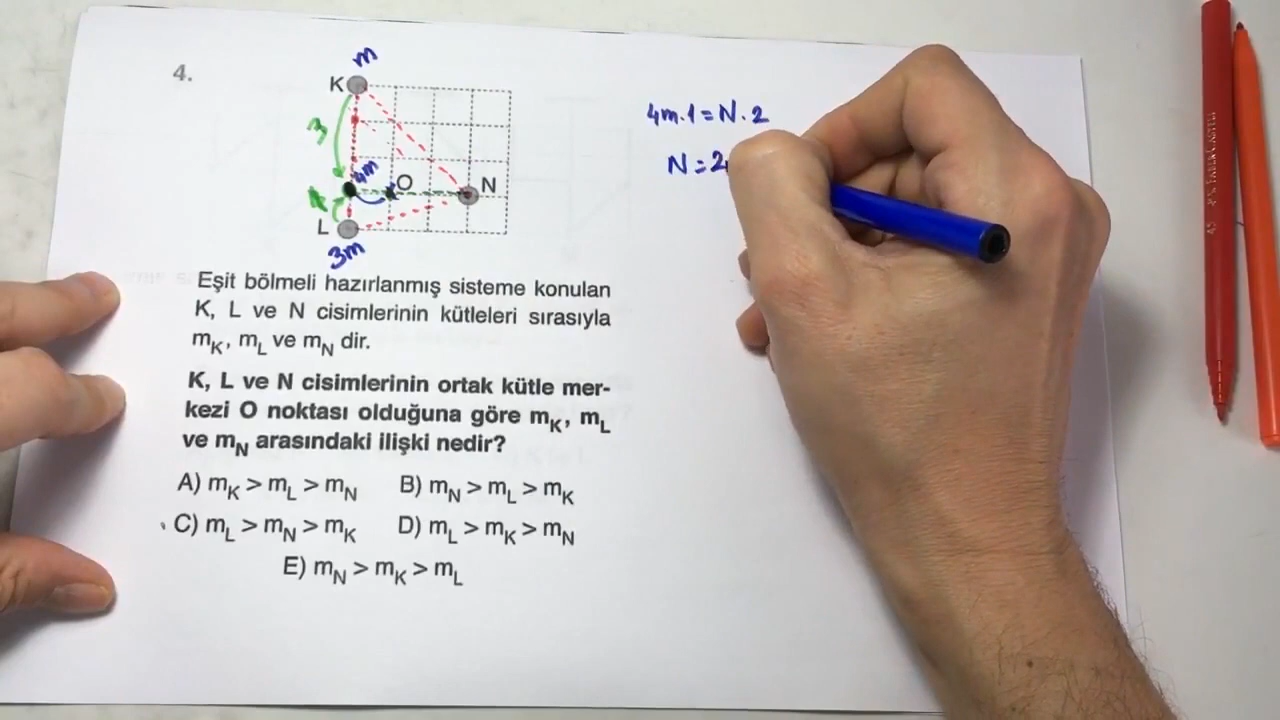 4.
m
K
3
4m
O
N
L
3m
4m.1 = N.2
N = 2
Eşit bölmeli hazırlanmış sisteme konulan
K, L ve N cisimlerinin kütleleri sırasıyla
mK, mL ve mN dir.
K, L ve N cisimlerinin ortak kütle mer-
kezi O noktası olduğuna göre mK, mL
ve mN arasındaki ilişki nedir?
A) mK > mL > mN B) mN > mL > mK
C) mL > mN > mK D) mL > mK > mN
E) mN > mK > mL